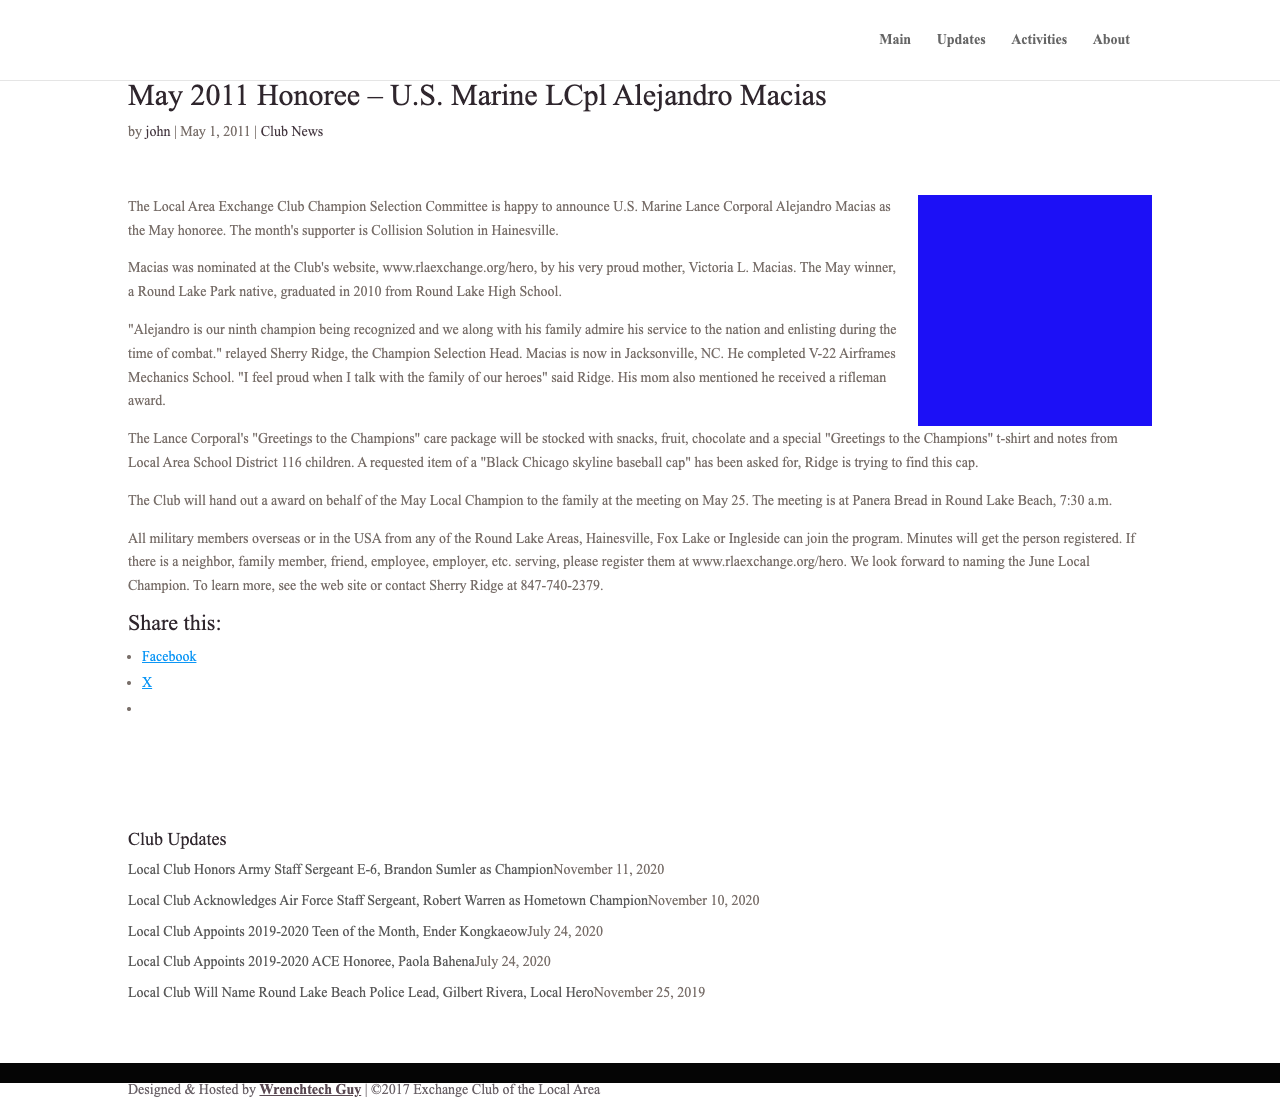 Main Updates Activities About
May 2011 Honoree – U.S. Marine LCpl Alejandro Macias
by john | May 1, 2011 | Club News
The Local Area Exchange Club Champion Selection Committee is happy to announce U.S. Marine Lance Corporal Alejandro Macias as
the May honoree. The month's supporter is Collision Solution in Hainesville.
Macias was nominated at the Club's website, www.rlaexchange.org/hero, by his very proud mother, Victoria L. Macias. The May winner,
a Round Lake Park native, graduated in 2010 from Round Lake High School.
"Alejandro is our ninth champion being recognized and we along with his family admire his service to the nation and enlisting during the
time of combat." relayed Sherry Ridge, the Champion Selection Head. Macias is now in Jacksonville, NC. He completed V-22 Airframes
Mechanics School. "I feel proud when I talk with the family of our heroes" said Ridge. His mom also mentioned he received a rifleman
award.
The Lance Corporal's "Greetings to the Champions" care package will be stocked with snacks, fruit, chocolate and a special "Greetings to the Champions" t-shirt and notes from
Local Area School District 116 children. A requested item of a "Black Chicago skyline baseball cap" has been asked for, Ridge is trying to find this cap.
The Club will hand out a award on behalf of the May Local Champion to the family at the meeting on May 25. The meeting is at Panera Bread in Round Lake Beach, 7:30 a.m.
All military members overseas or in the USA from any of the Round Lake Areas, Hainesville, Fox Lake or Ingleside can join the program. Minutes will get the person registered. If
there is a neighbor, family member, friend, employee, employer, etc. serving, please register them at www.rlaexchange.org/hero. We look forward to naming the June Local
Champion. To learn more, see the web site or contact Sherry Ridge at 847-740-2379.
Share this:
Facebook
X
Club Updates
Local Club Honors Army Staff Sergeant E-6, Brandon Sumler as ChampionNovember 11, 2020
Local Club Acknowledges Air Force Staff Sergeant, Robert Warren as Hometown ChampionNovember 10, 2020
Local Club Appoints 2019-2020 Teen of the Month, Ender KongkaeowJuly 24, 2020
Local Club Appoints 2019-2020 ACE Honoree, Paola BahenaJuly 24, 2020
Local Club Will Name Round Lake Beach Police Lead, Gilbert Rivera, Local HeroNovember 25, 2019
Designed & Hosted by Wrenchtech Guy | ©2017 Exchange Club of the Local Area